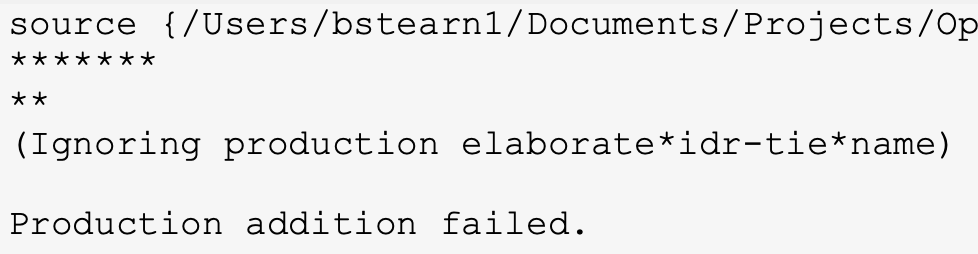 source {/Users/bstearn1/Documents/Projects/Op
*******
**
(Ignoring production elaborate*idr-tie*name)
Production addition failed.